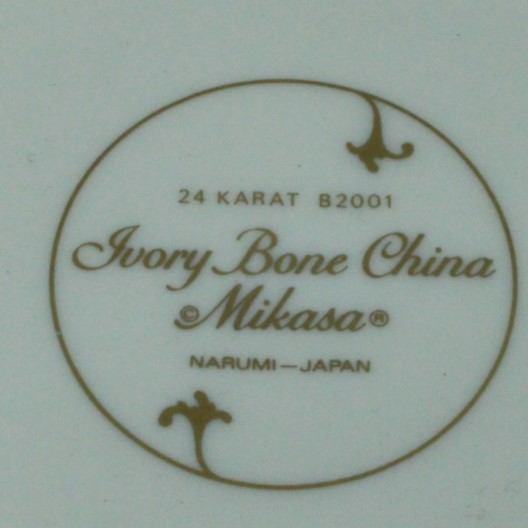 24 KARAT B2001
Ivory Bone China
©Mikasa®
NARUMI—JAPAN